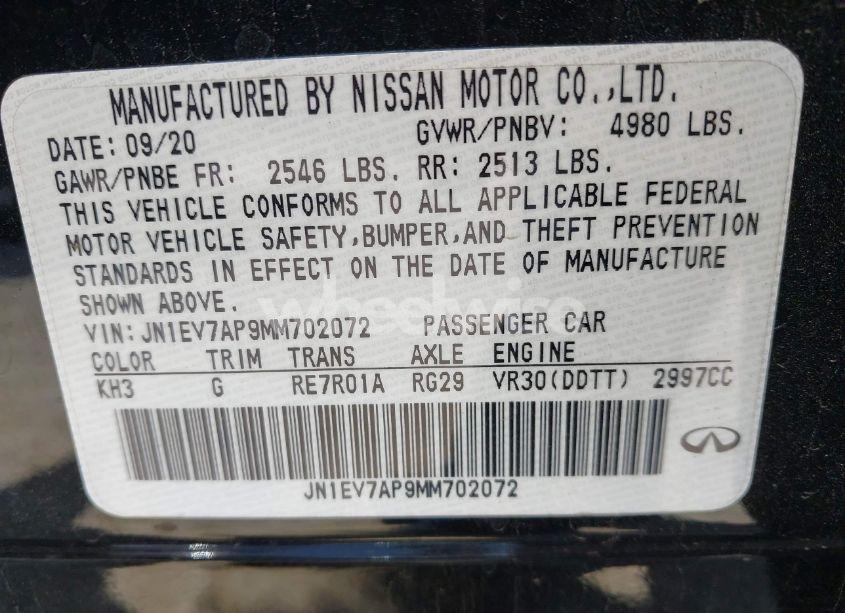 MANUFACTURED BY NISSAN MOTOR CO.,LTD.
DATE: 09/20 GVWR/PNBV: 4980 LBS.
GAWR/PNBE FR: 2546 LBS. RR: 2513 LBS.
THIS VEHICLE CONFORMS TO ALL APPLICABLE FEDERAL
MOTOR VEHICLE SAFETY,BUMPER,AND THEFT PREVENTION
STANDARDS IN EFFECT ON THE DATE OF MANUFACTURE
SHOWN ABOVE.
wheelwire
VIN: JN1EV7AP9MM702072 PASSENGER CAR
COLOR TRIM TRANS AXLE ENGINE
KH3 G RE7R01A RG29 VR30(DDTT) 2997CC
JN1EV7AP9MM702072